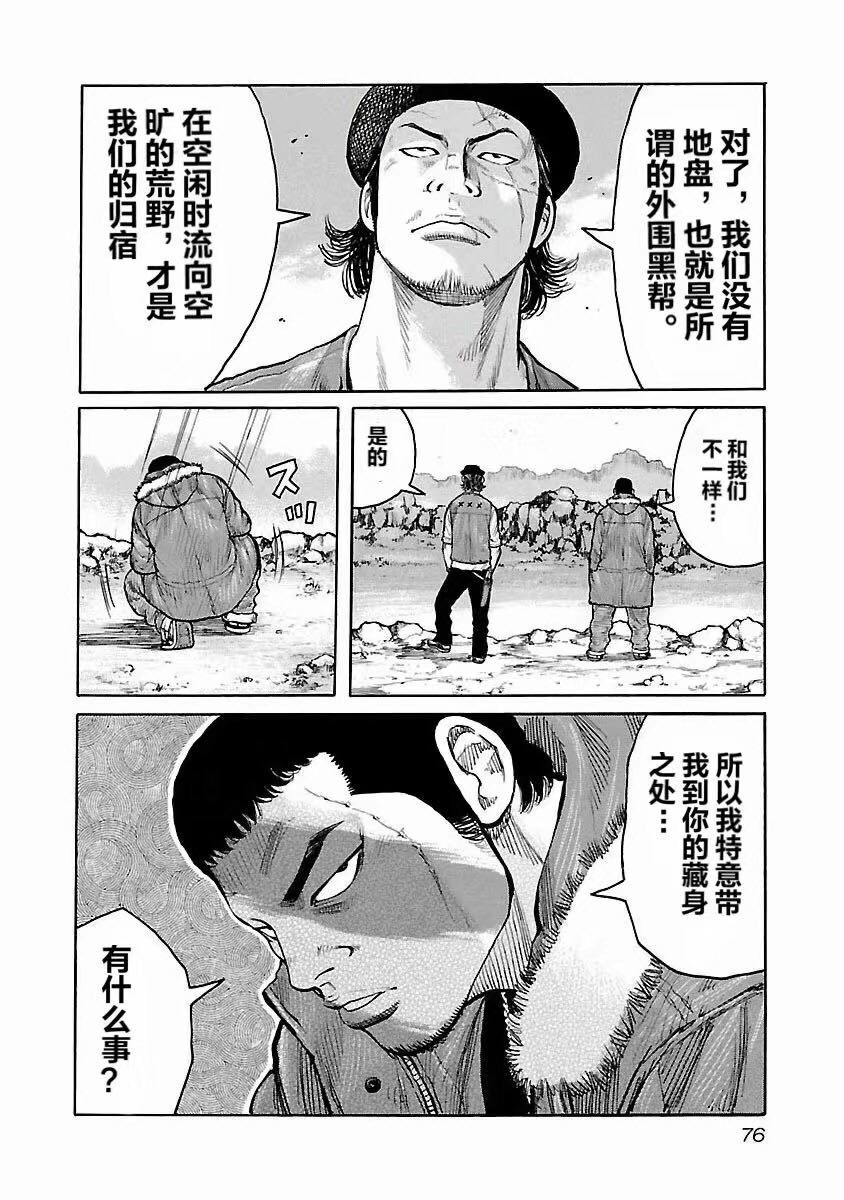 对了，我们没有
地盘，也就是所
谓的外围黑帮。
在空闲时流向空
旷的荒野，才是
我们的归宿
和我们
不一样…
是的
スッ
所以我特意带
我到你的藏身
之处…
有什么事？
76